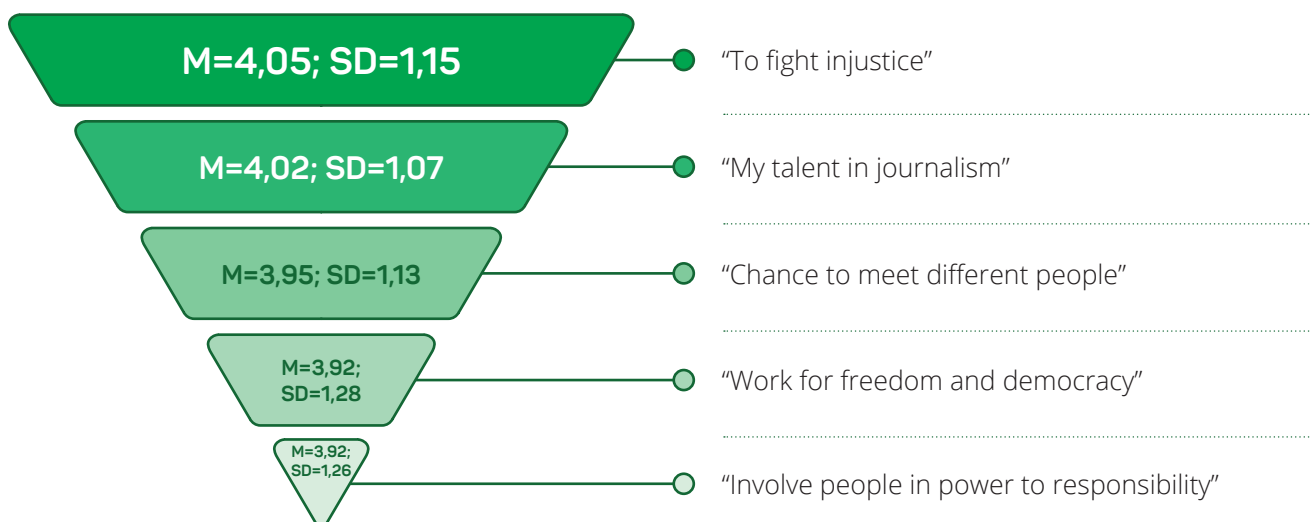 M=4,05; SD=1,15
“To fight injustice”
M=4,02; SD=1,07
“My talent in journalism”
M=3,95; SD=1,13
“Chance to meet different people”
M=3,92;
SD=1,28
“Work for freedom and democracy”
M=3,92;
SD=1,26
“Involve people in power to responsibility”